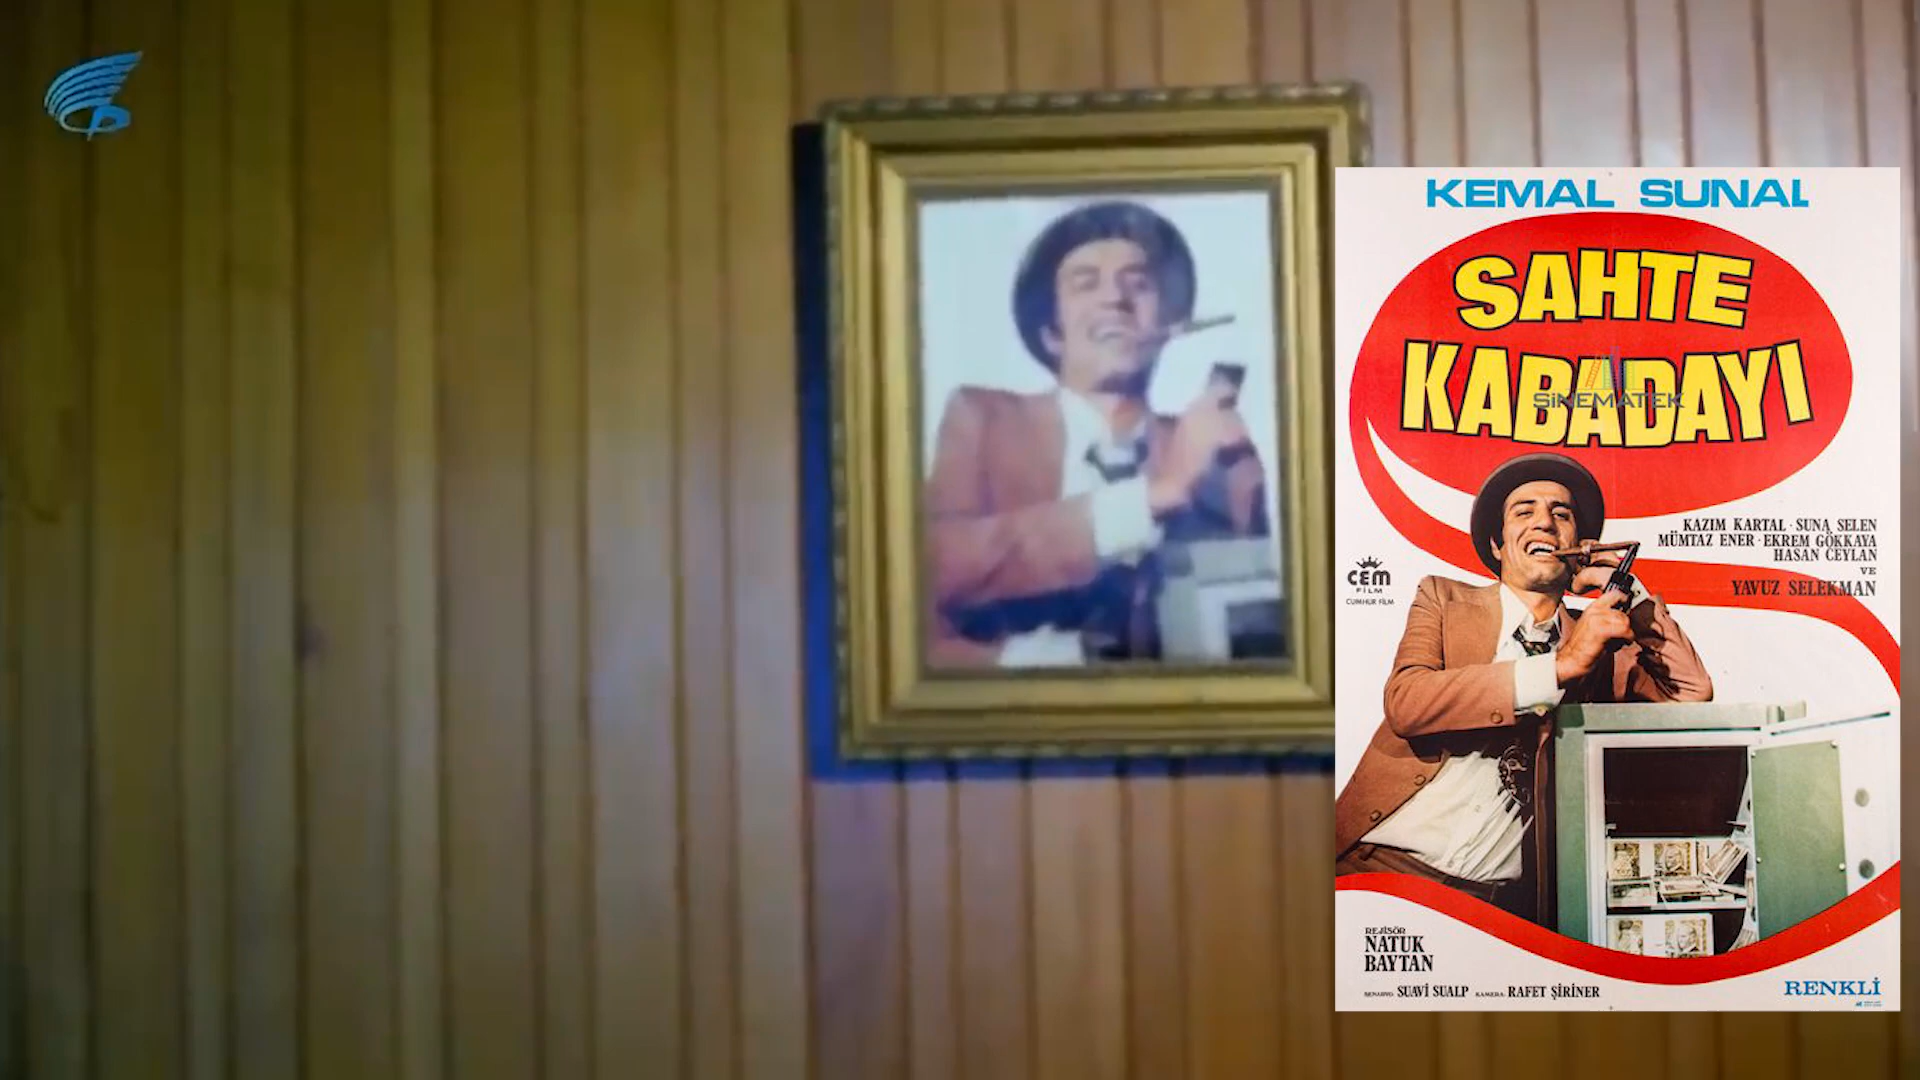 KEMAL SUNAL
SAHTE
KABADAYI
SİNEMATEK
KAZIM KARTAL · SUNA SELEN
MÜMTAZ ENER · EKREM GÖKKAYA
HASAN CEYLAN
VE
YAVUZ SELEKMAN
CEM
FİLM
CUMHUR FİLM
REJİSÖR
NATUK
BAYTAN
SENARYO: SUAVİ SUALP KAMERA: RAFET ŞİRİNER
RENKLİ